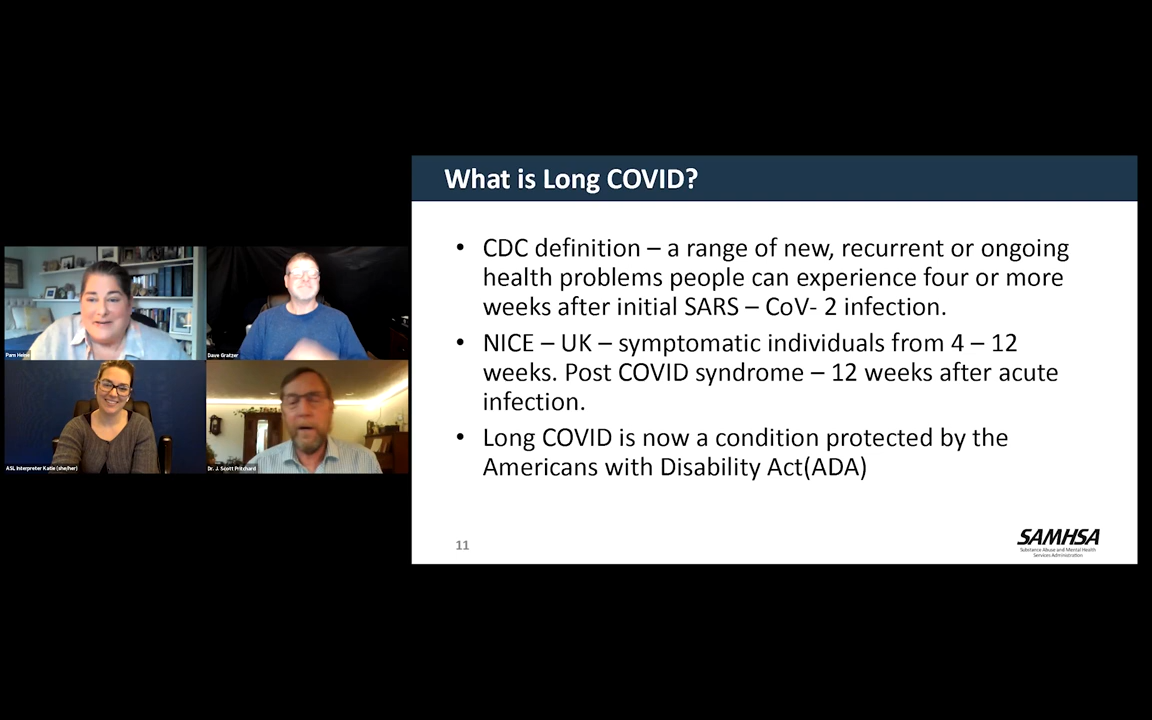 What is Long COVID?
• CDC definition – a range of new, recurrent or ongoing
health problems people can experience four or more
weeks after initial SARS – CoV- 2 infection.
• NICE – UK – symptomatic individuals from 4 – 12
weeks. Post COVID syndrome – 12 weeks after acute
infection.
• Long COVID is now a condition protected by the
Americans with Disability Act(ADA)
11
SAMHSA
Substance Abuse and Mental Health
Services Administration
Dave Gratzer
ASL Interpreter Katie (she/her)
Dr. J. Scott Pritchard